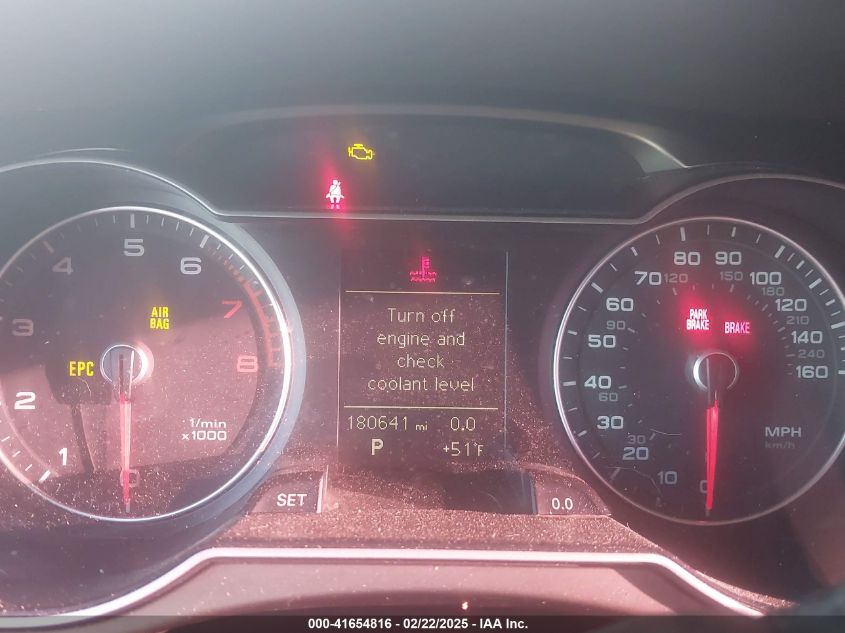 Turn off
engine and
check
coolant level
180641 mi 0.0
P +51°F
AIR
BAG
EPC
0
1
2
3
4
5
6
7
8
1/min
x1000
SET
PARK
BRAKE
BRAKE
0
10
20
30
40
50
60
70
80
90
100
120
140
160
30
60
90
120
150
180
210
240
MPH
km/h
0.0
000-41654816 - 02/22/2025 - IAA Inc.